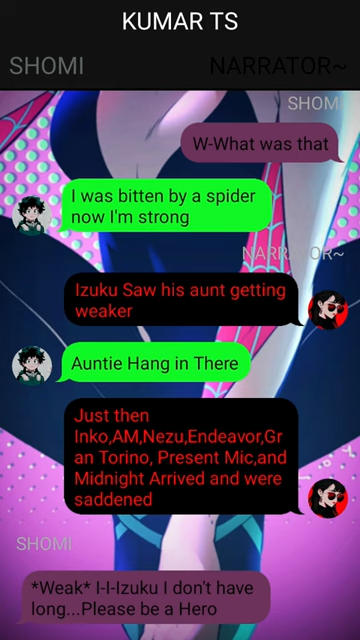 KUMAR TS
SHOMI
NARRATOR~
SHOM
W-What was that
I was bitten by a spider
now I'm strong
NARRATOR~
Izuku Saw his aunt getting
weaker
Auntie Hang in There
Just then
Inko,AM,Nezu,Endeavor,Gr
an Torino, Present Mic,and
Midnight Arrived and were
saddened
SHOMI
*Weak* I-I-Izuku I don't have
long...Please be a Hero